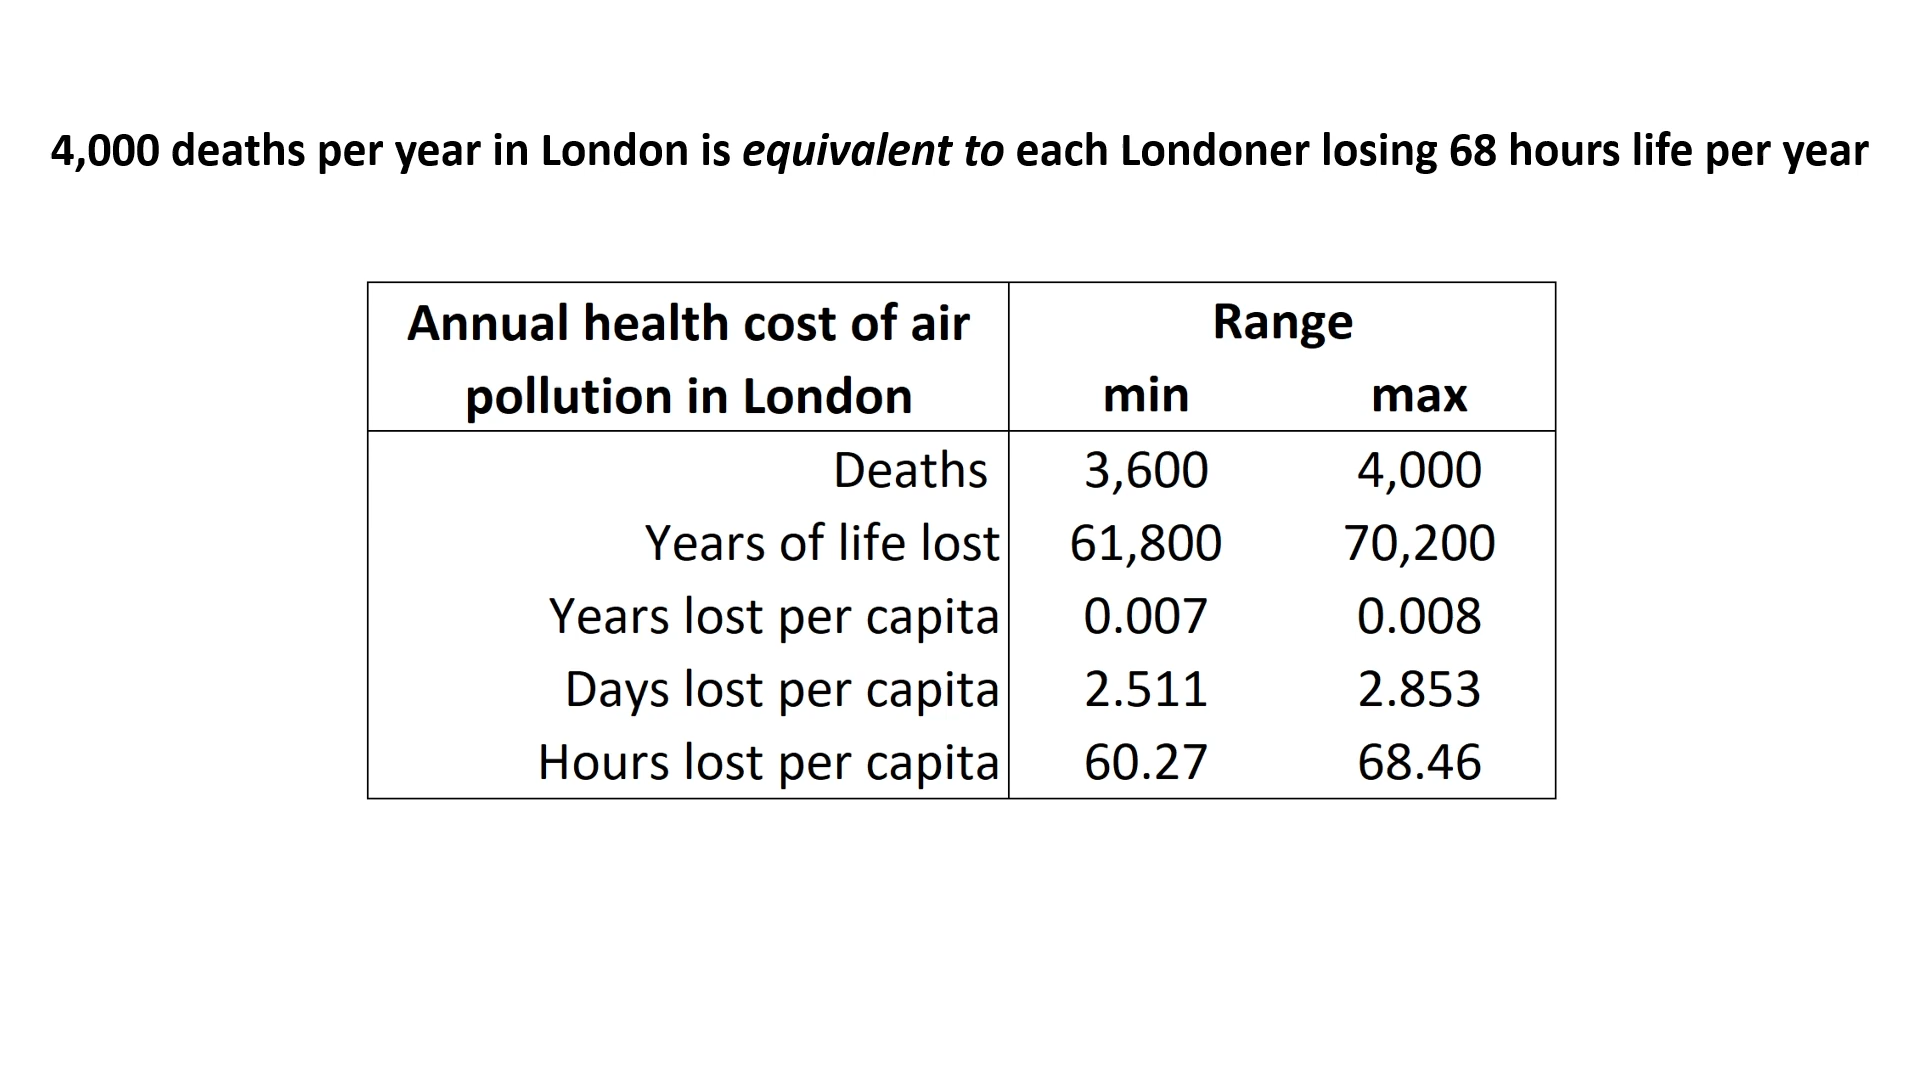 4,000 deaths per year in London is equivalent to each Londoner losing 68 hours life per year
Annual health cost of air pollution in London
Range
min max
Deaths 3,600 4,000
Years of life lost 61,800 70,200
Years lost per capita 0.007 0.008
Days lost per capita 2.511 2.853
Hours lost per capita 60.27 68.46